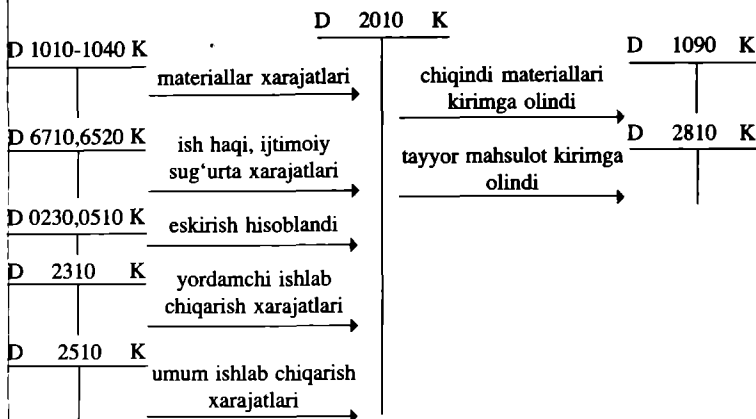 D 2010 K
D 1010-1040 K
materiallar xarajatlari
D 6710,6520 K
ish haqi, ijtimoiy
sug‘urta xarajatlari
D 0230,0510 K
eskirish hisoblandi
D 2310 K
yordamchi ishlab
chiqarish xarajatlari
D 2510 K
umum ishlab chiqarish
xarajatlari
D 1090 K
chiqindi materiallari
kirimga olindi
D 2810 K
tayyor mahsulot kirimga
olindi